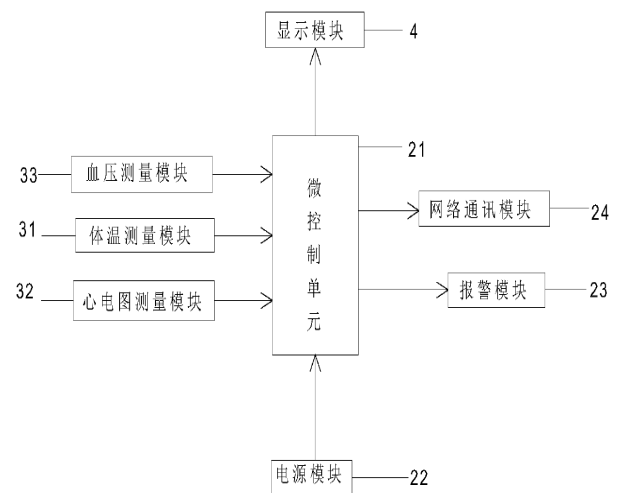 显示模块
4
21
33
血压测量模块
微控制单元
网络通讯模块
24
31
体温测量模块
32
心电图测量模块
报警模块
23
电源模块
22